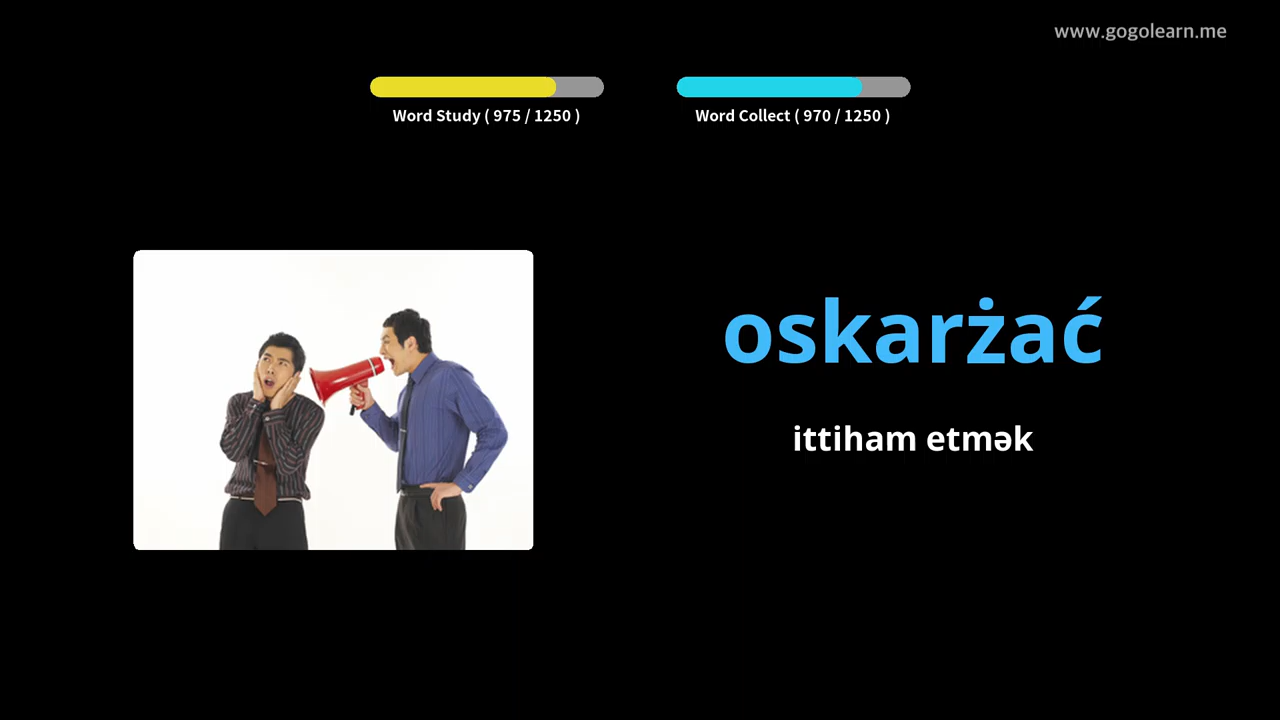 www.gogolearn.me
Word Study ( 975 / 1250 )
Word Collect ( 970 / 1250 )
oskarżać
ittiham etmək